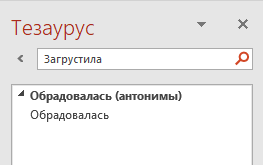 Тезаурус
Загрустила
Обрадовалась (антонимы)
Обрадовалась